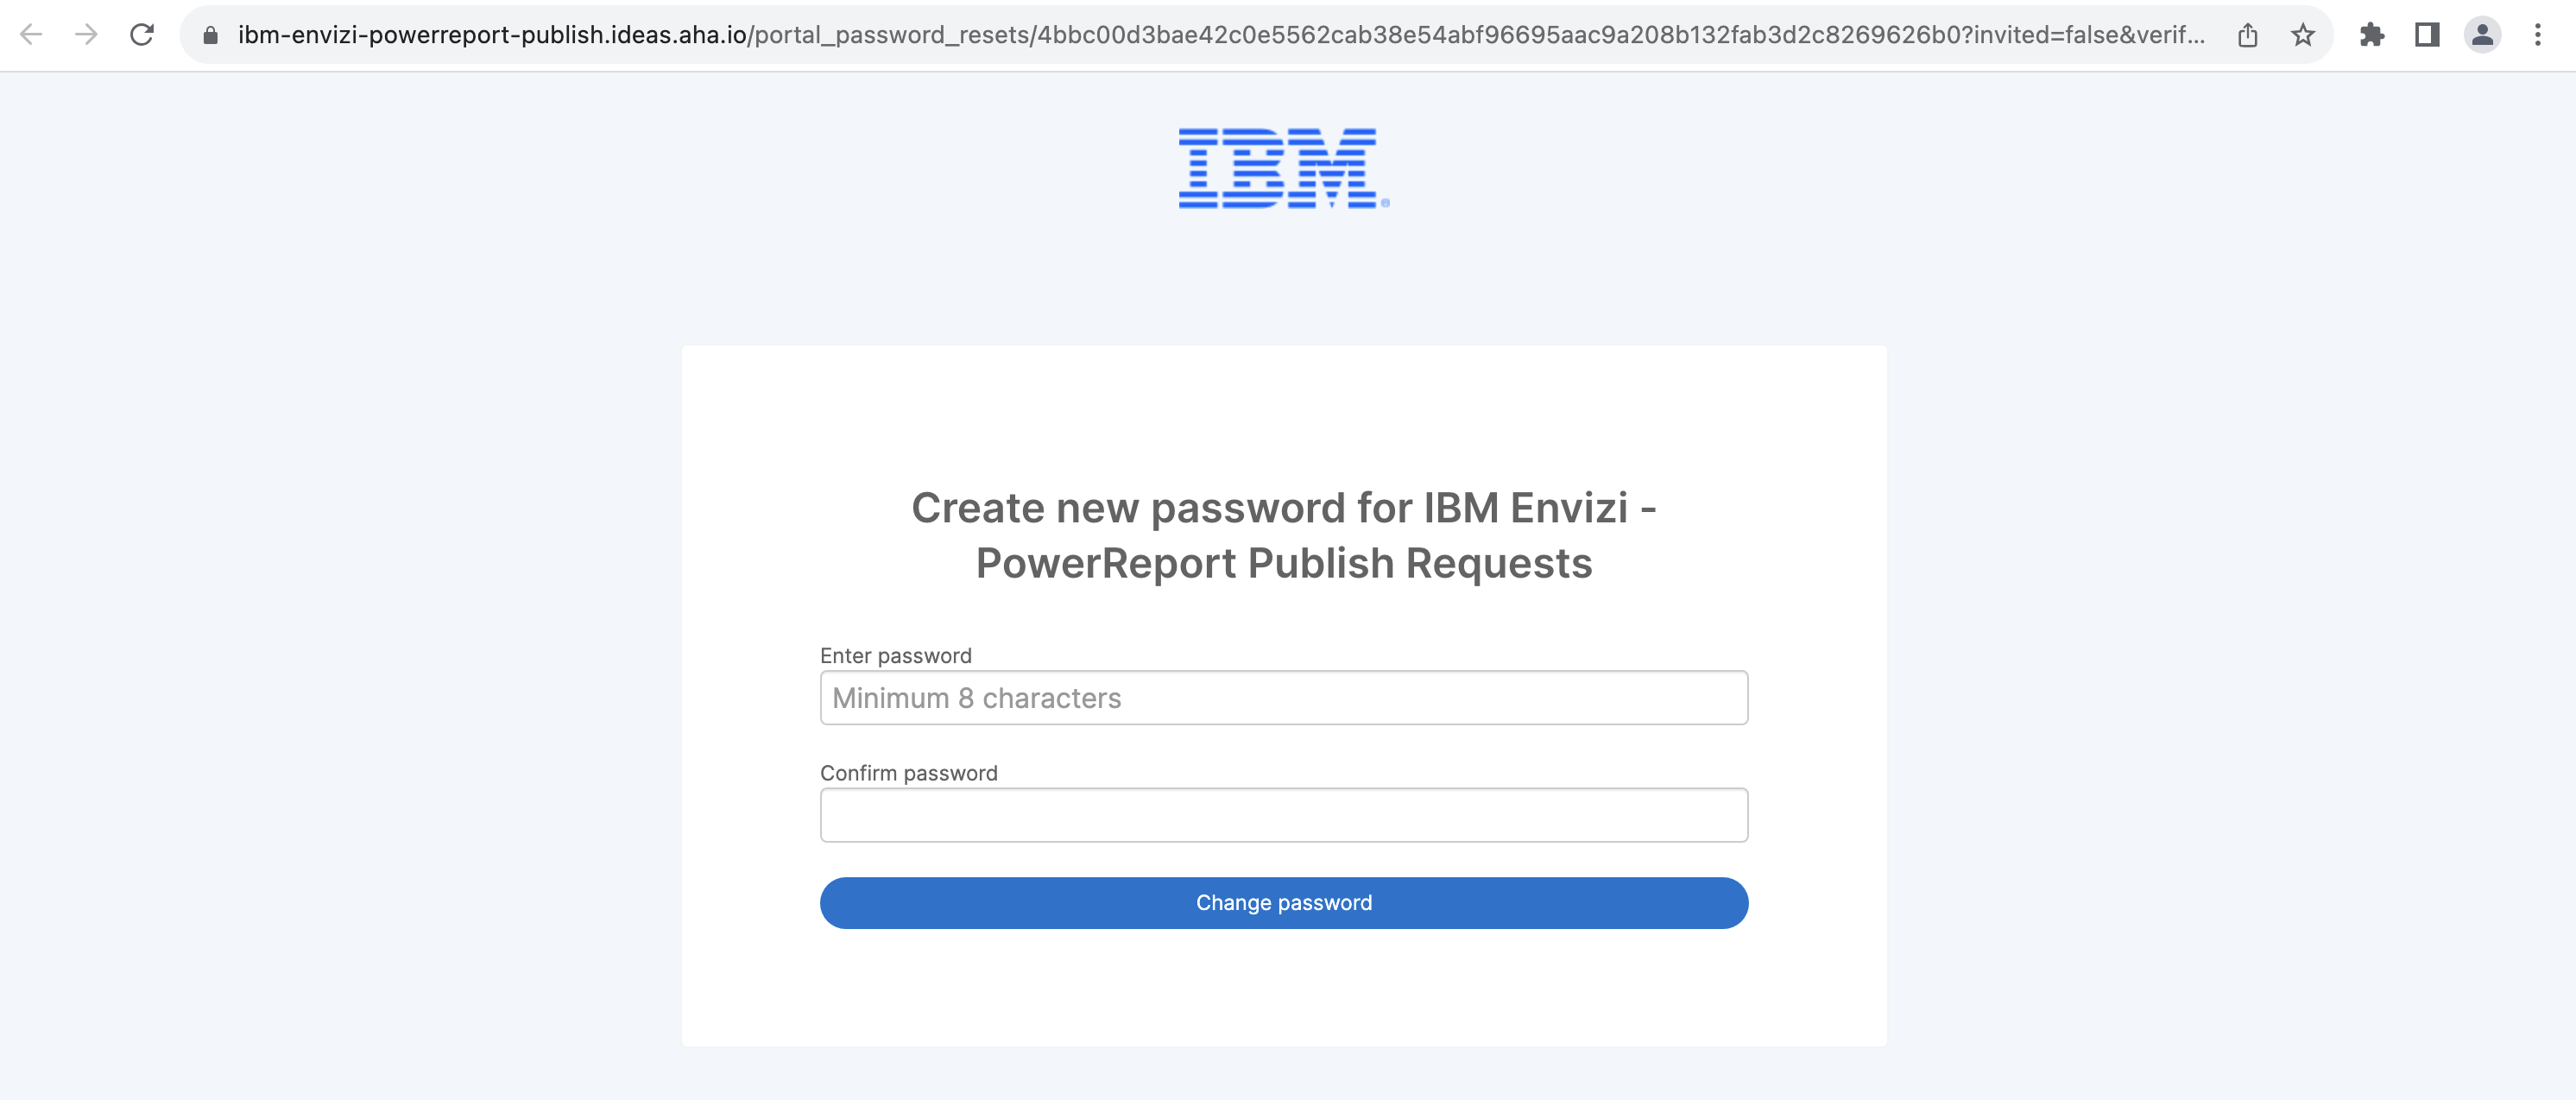 ibm-envizi-powerreport-publish.ideas.aha.io/portal_password_resets/4bbc00d3bae42c0e5562cab38e54abf96695aac9a208b132fab3d2c8269626b0?invited=false&verif...
IBM
Create new password for IBM Envizi -
PowerReport Publish Requests
Enter password
Minimum 8 characters
Confirm password
Change password